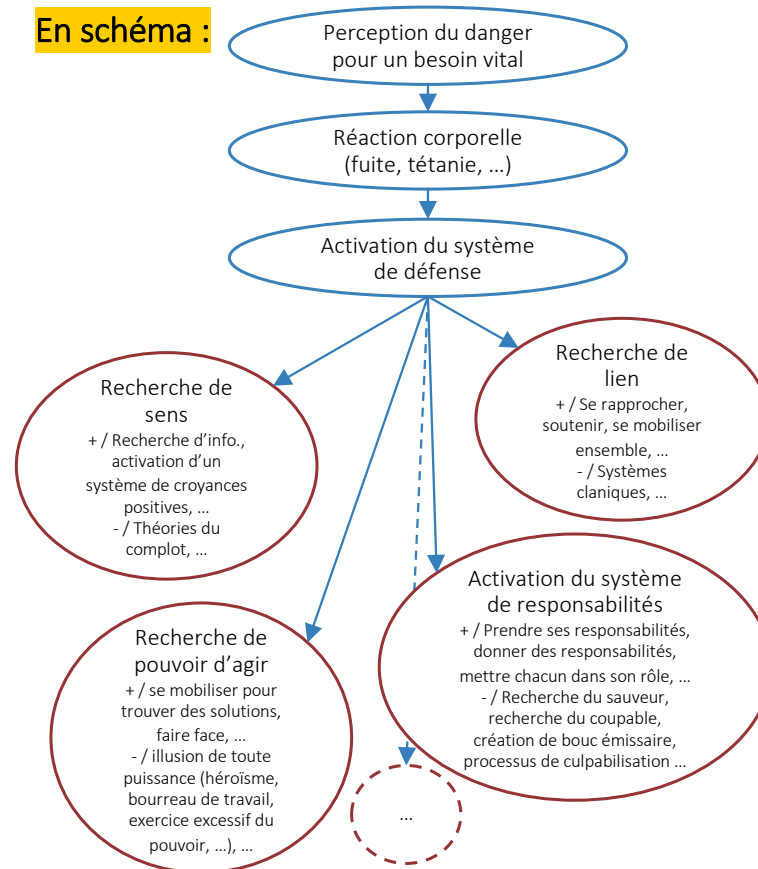 En schéma :
Perception du danger
pour un besoin vital
Réaction corporelle
(fuite, tétanie, ...)
Activation du système
de défense
Recherche de
sens
+ / Recherche d’info.,
activation d’un
système de croyances
positives, ...
- / Théories du
complot, ...
Recherche de
lien
+ / Se rapprocher,
soutenir, se mobiliser
ensemble, ...
- / Systèmes
claniques, ...
Recherche de
pouvoir d’agir
+ / se mobiliser pour
trouver des solutions,
faire face, ...
- / illusion de toute
puissance (héroïsme,
bourreau de travail,
exercice excessif du
pouvoir, ...), ...
Activation du système
de responsabilités
+ / Prendre ses responsabilités,
donner des responsabilités,
mettre chacun dans son rôle, ...
- / Recherche du sauveur,
recherche du coupable,
création de bouc émissaire,
processus de culpabilisation ...
...